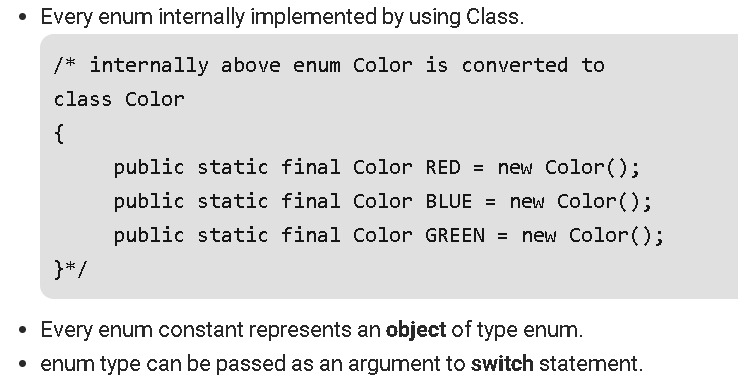 • Every enum internally implemented by using Class.
/* internally above enum Color is converted to
class Color
{
     public static final Color RED = new Color();
     public static final Color BLUE = new Color();
     public static final Color GREEN = new Color();
}*/
• Every enum constant represents an object of type enum.
• enum type can be passed as an argument to switch statement.